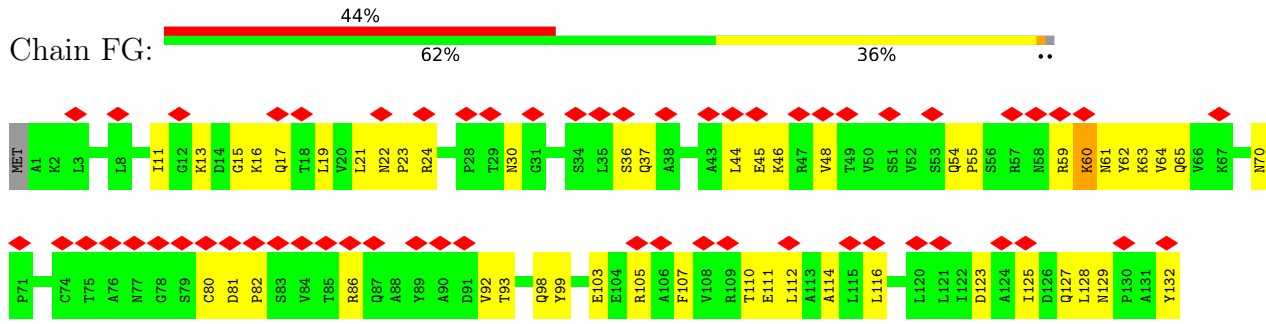 44%
Chain FG:
62% 36% ••
MET A1 K2 L3 L8 I11 G12 K13 D14 G15 K16 Q17 T18 L19 V20 L21 N22 P23 R24 P28 T29 N30 G31 S34 L35 S36 Q37 A38 A43 L44 E45 K46 R47 V48 T49 V50 S51 V52 S53 Q54 P55 S56 R57 N58 R59 K60 N61 Y62 K63 V64 Q65 V66 K67 N70
P71 C74 T75 A76 N77 G78 S79 C80 D81 P82 S83 V84 T85 R86 Q87 A88 Y89 A90 D91 V92 T93 Q98 Y99 E103 E104 R105 A106 F107 V108 R109 T110 E111 L112 A113 A114 L115 L116 L120 L121 I122 D123 A124 I125 D126 Q127 L128 N129 P130 A131 Y132